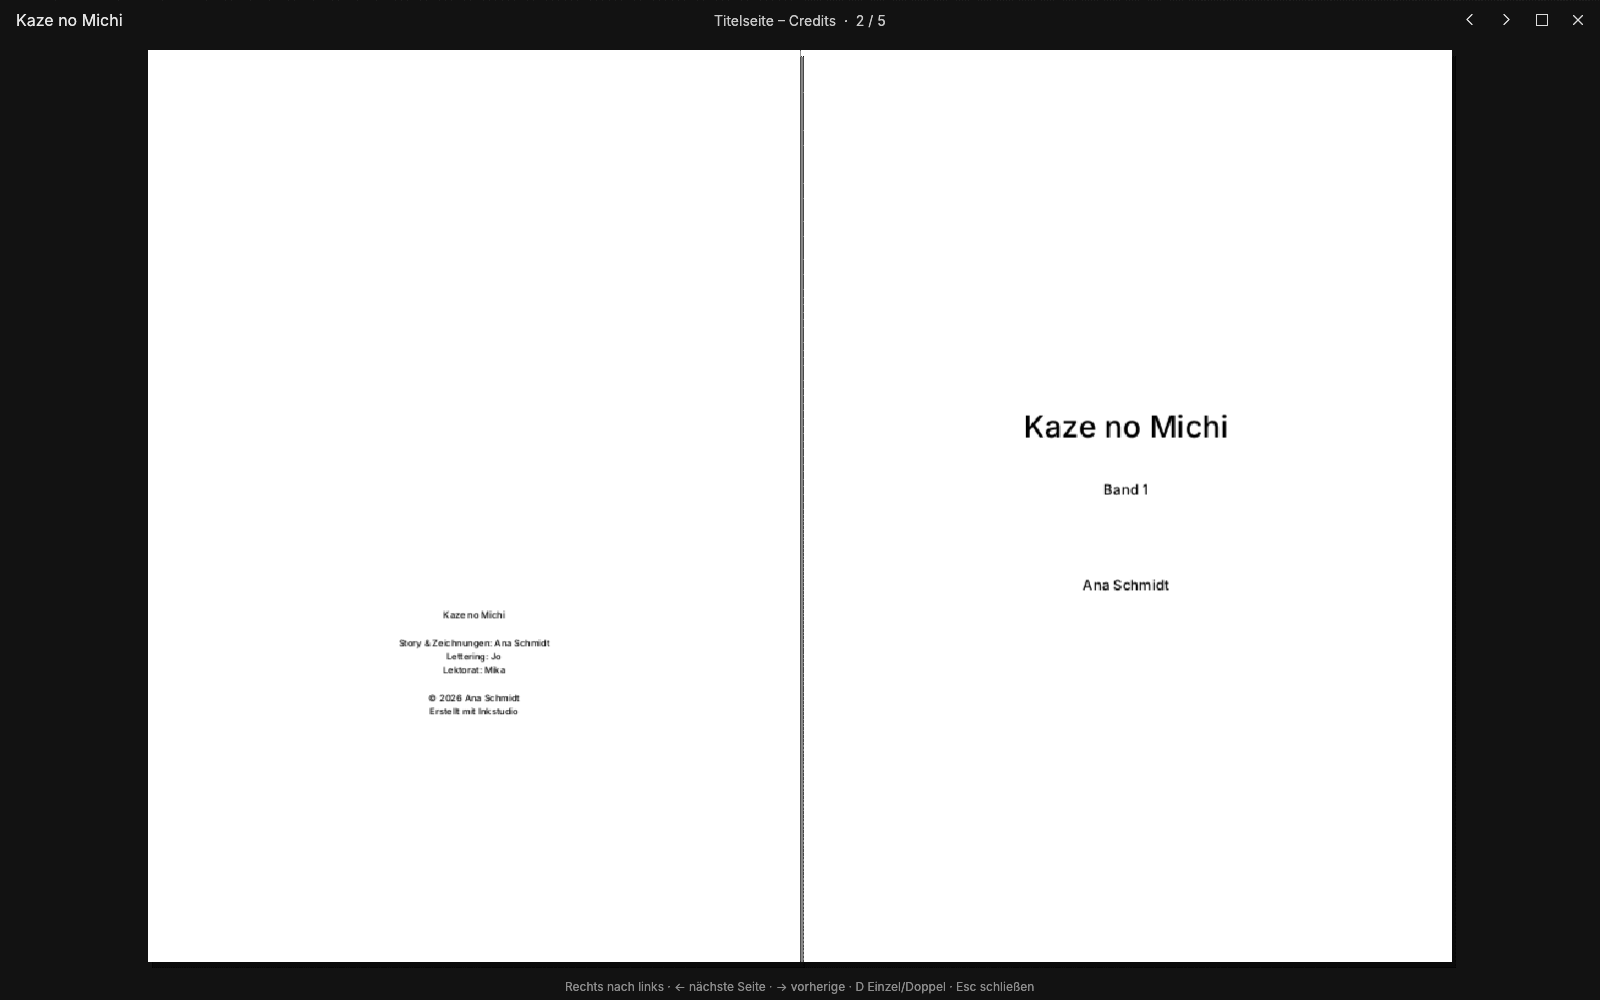 Kaze no Michi
Titelseite – Credits · 2 / 5
Kaze no Michi
Band 1
Ana Schmidt
Kaze no Michi
Story & Zeichnungen: Ana Schmidt
Lettering: Jo
Lektorat: Mika
© 2026 Ana Schmidt
Erstellt mit Inkstudio
Rechts nach links · ← nächste Seite · → vorherige · D Einzel/Doppel · Esc schließen